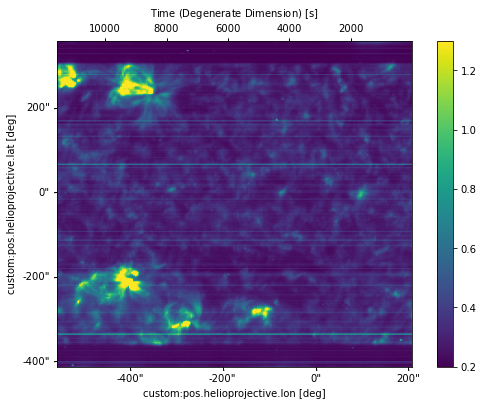 Time (Degenerate Dimension) [s]
10000 8000 6000 4000 2000
1.2
200"
1.0
0"
0.8
0.6
-200"
0.4
-400"
0.2
-400" -200" 0" 200"
custom:pos.helioprojective.lat [deg]
custom:pos.helioprojective.lon [deg]